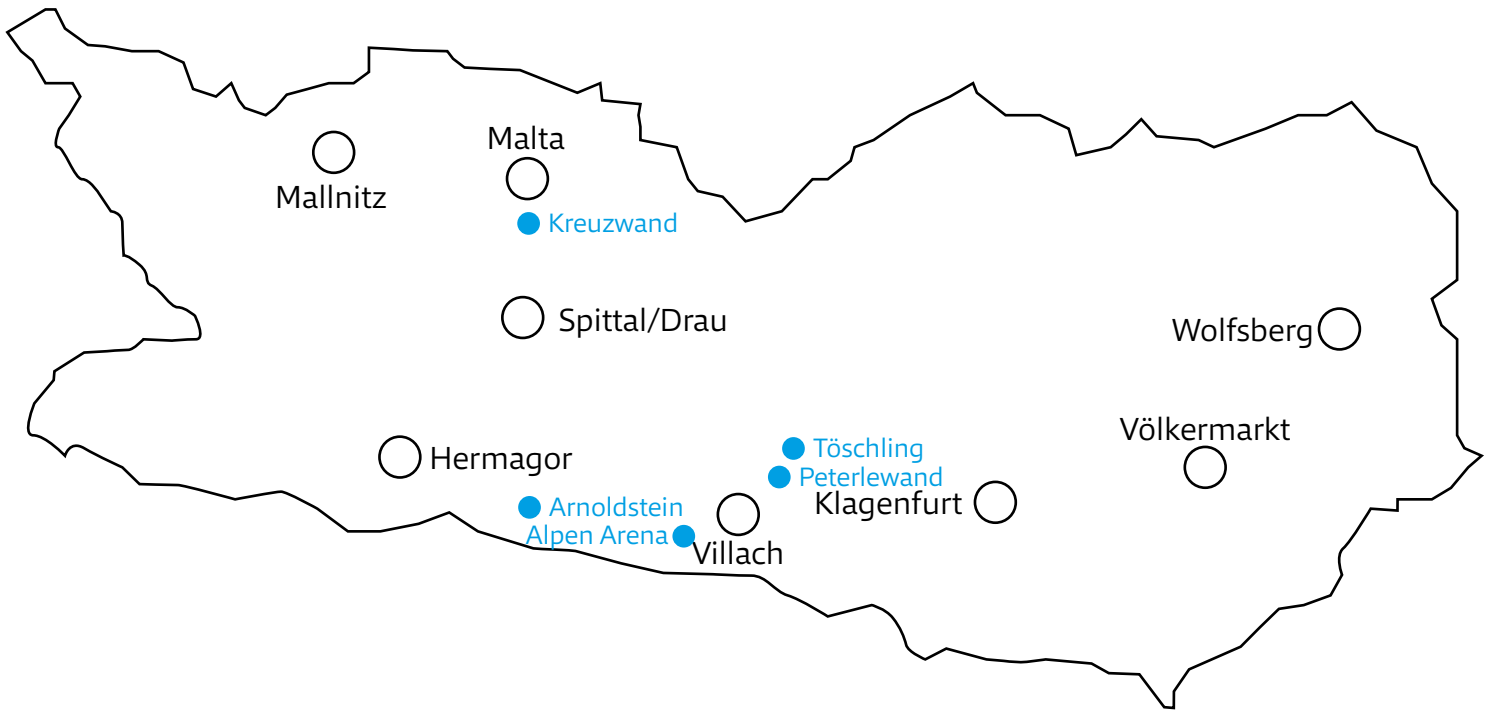 Malta
Mallnitz
Kreuzwand
Spittal/Drau
Wolfsberg
Völkermarkt
Töschling
Hermagor
Peterlewand
Klagenfurt
Arnoldstein
Alpen Arena
Villach